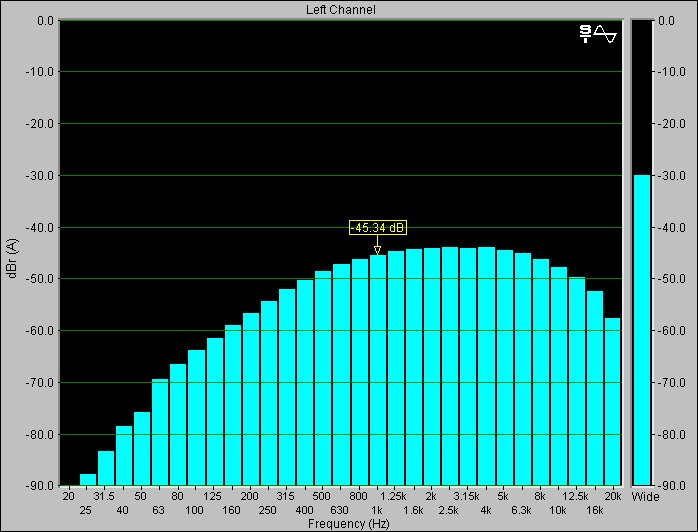 Left Channel
0.0 0.0
-10.0 -10.0
-20.0 -20.0
-30.0 -30.0
-40.0 -40.0
-50.0 -50.0
-60.0 -60.0
-70.0 -70.0
-80.0 -80.0
-90.0 -90.0
dBr (A)
SI
-45.34 dB
20 31.5 50 80 125 200 315 500 800 1.25k 2k 3.15k 5k 8k 12.5k 20k Wide
25 40 63 100 160 250 400 630 1k 1.6k 2.5k 4k 6.3k 10k 16k
Frequency (Hz)